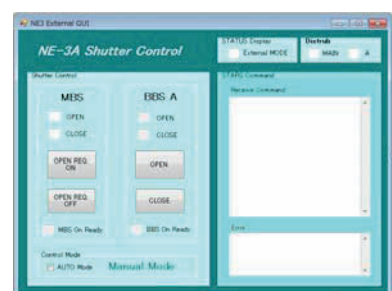 NE3 External GUI
NE-3A Shutter Control
STATUS Display
External MODE
Distrub
MAIN
A
Shutter Control
MBS
BBS A
OPEN
OPEN
CLOSE
CLOSE
OPEN REQ.
ON
OPEN
OPEN REQ.
OFF
CLOSE
MBS On Ready
BBS On Ready
Control Mode
AUTO Mode
Manual Mode
STARS Command
Receive Command
Error